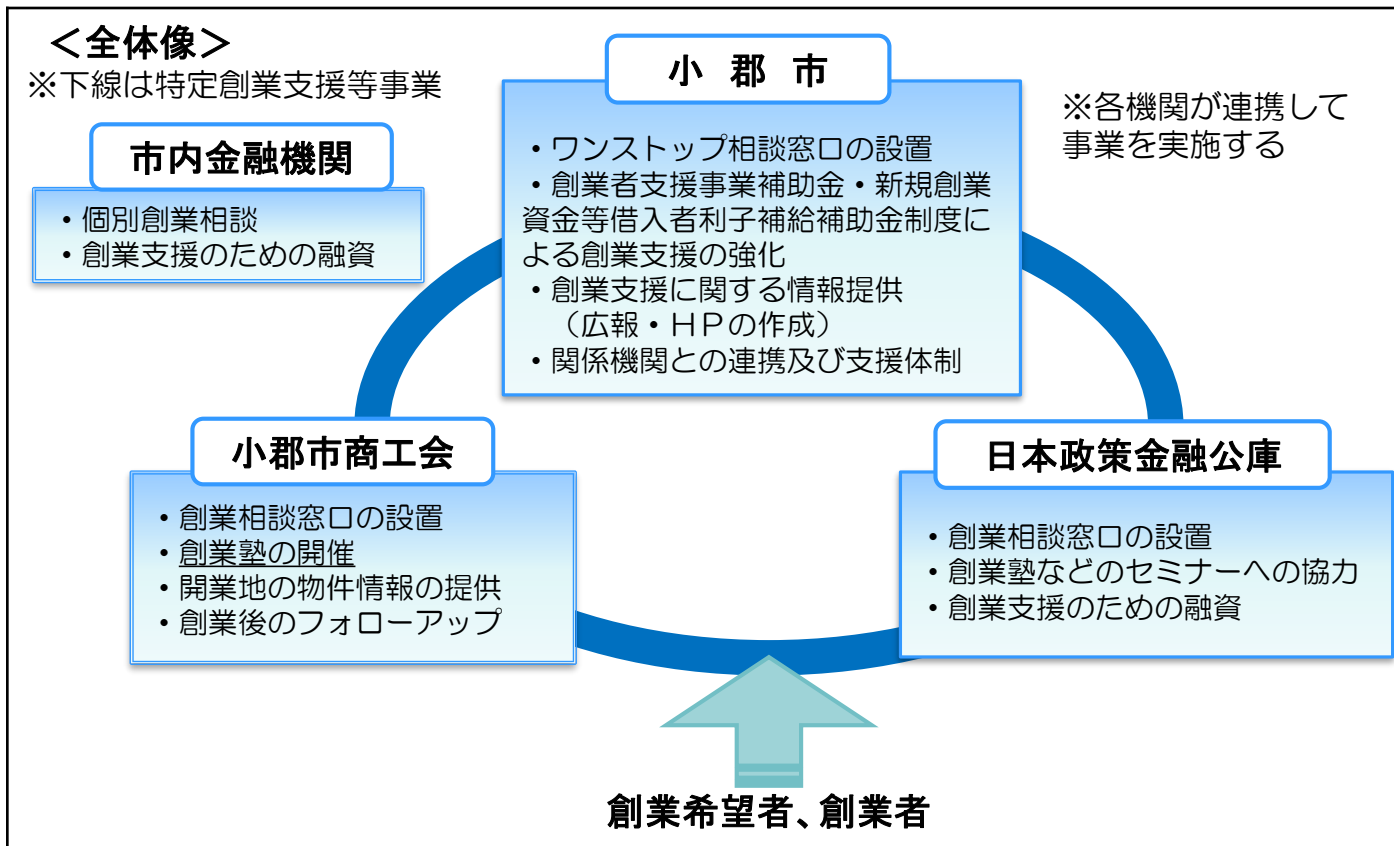 ＜全体像＞
※下線は特定創業支援等事業
小 郡 市
・ワンストップ相談窓口の設置
・創業者支援事業補助金・新規創業
資金等借入者利子補給補助金制度に
よる創業支援の強化
・創業支援に関する情報提供
（広報・ＨＰの作成）
・関係機関との連携及び支援体制
※各機関が連携して
事業を実施する
市内金融機関
・個別創業相談
・創業支援のための融資
小郡市商工会
・創業相談窓口の設置
・創業塾の開催
・開業地の物件情報の提供
・創業後のフォローアップ
日本政策金融公庫
・創業相談窓口の設置
・創業塾などのセミナーへの協力
・創業支援のための融資
創業希望者、創業者